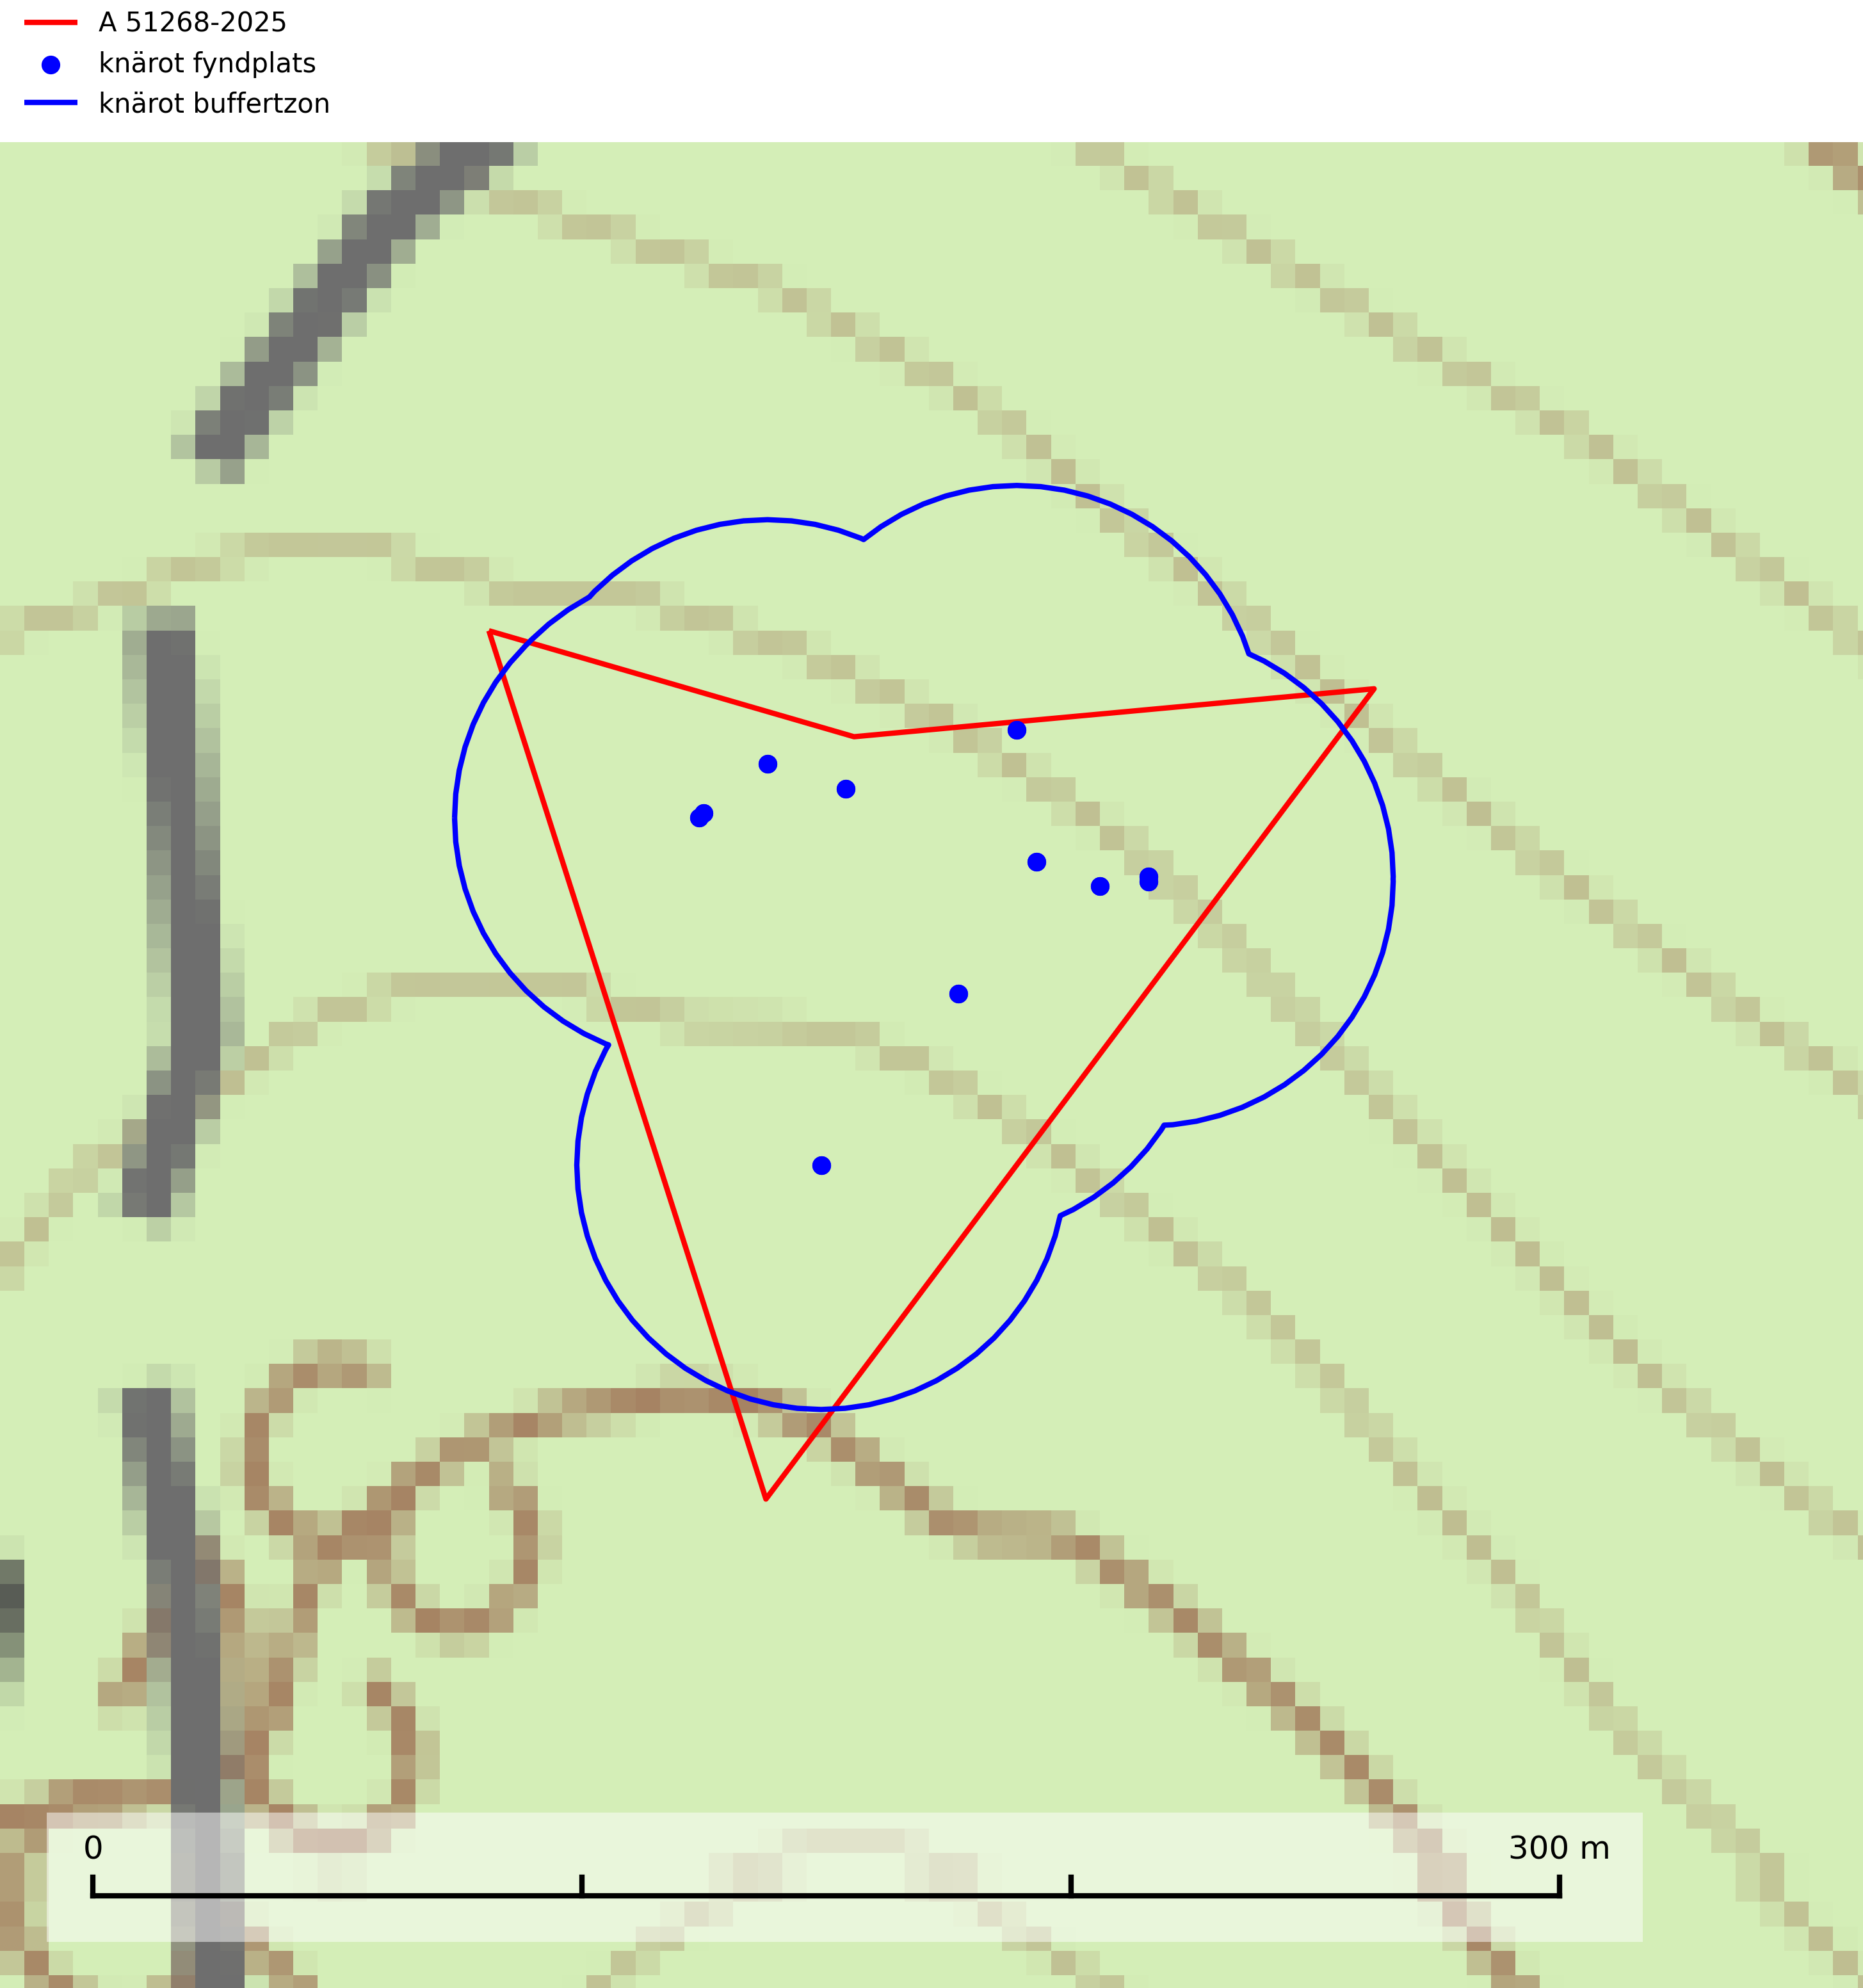 A 51268-2025
knärot fyndplats
knärot buffertzon
0 300 m